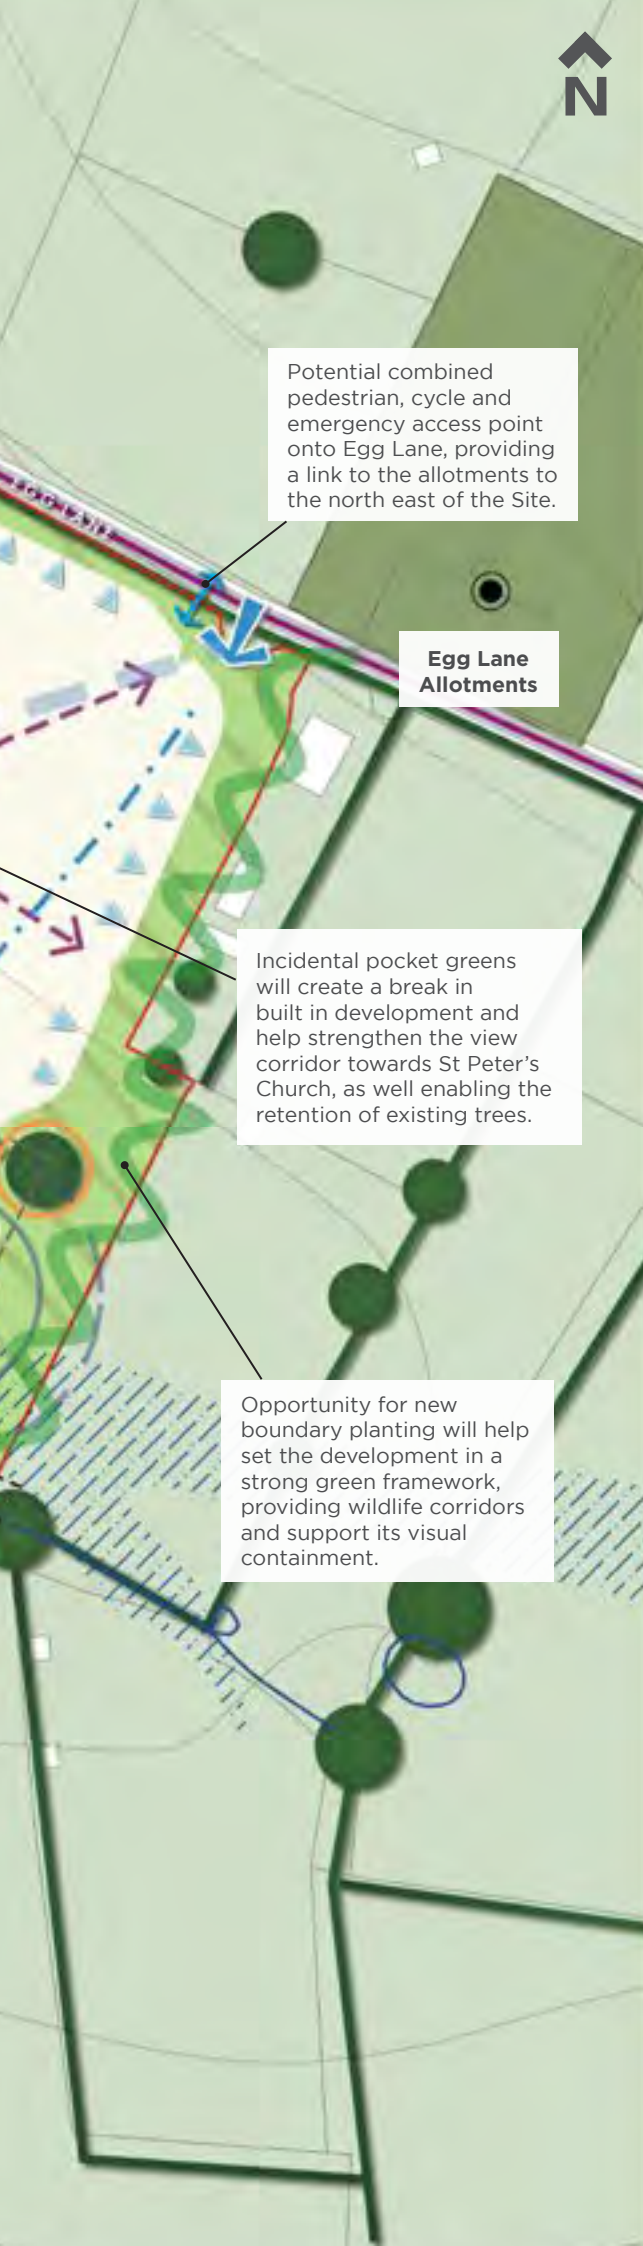 N
Potential combined
pedestrian, cycle and
emergency access point
onto Egg Lane, providing
a link to the allotments to
the north east of the Site.
Egg Lane
Allotments
Incidental pocket greens
will create a break in
built in development and
help strengthen the view
corridor towards St Peter’s
Church, as well enabling the
retention of existing trees.
Opportunity for new
boundary planting will help
set the development in a
strong green framework,
providing wildlife corridors
and support its visual
containment.